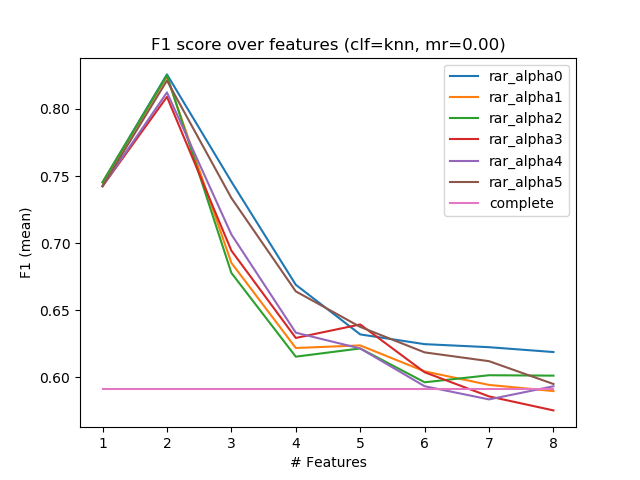 F1 score over features (clf=knn, mr=0.00)
rar_alpha0
rar_alpha1
rar_alpha2
rar_alpha3
rar_alpha4
rar_alpha5
complete
F1 (mean)
0.80
0.75
0.70
0.65
0.60
1 2 3 4 5 6 7 8
# Features